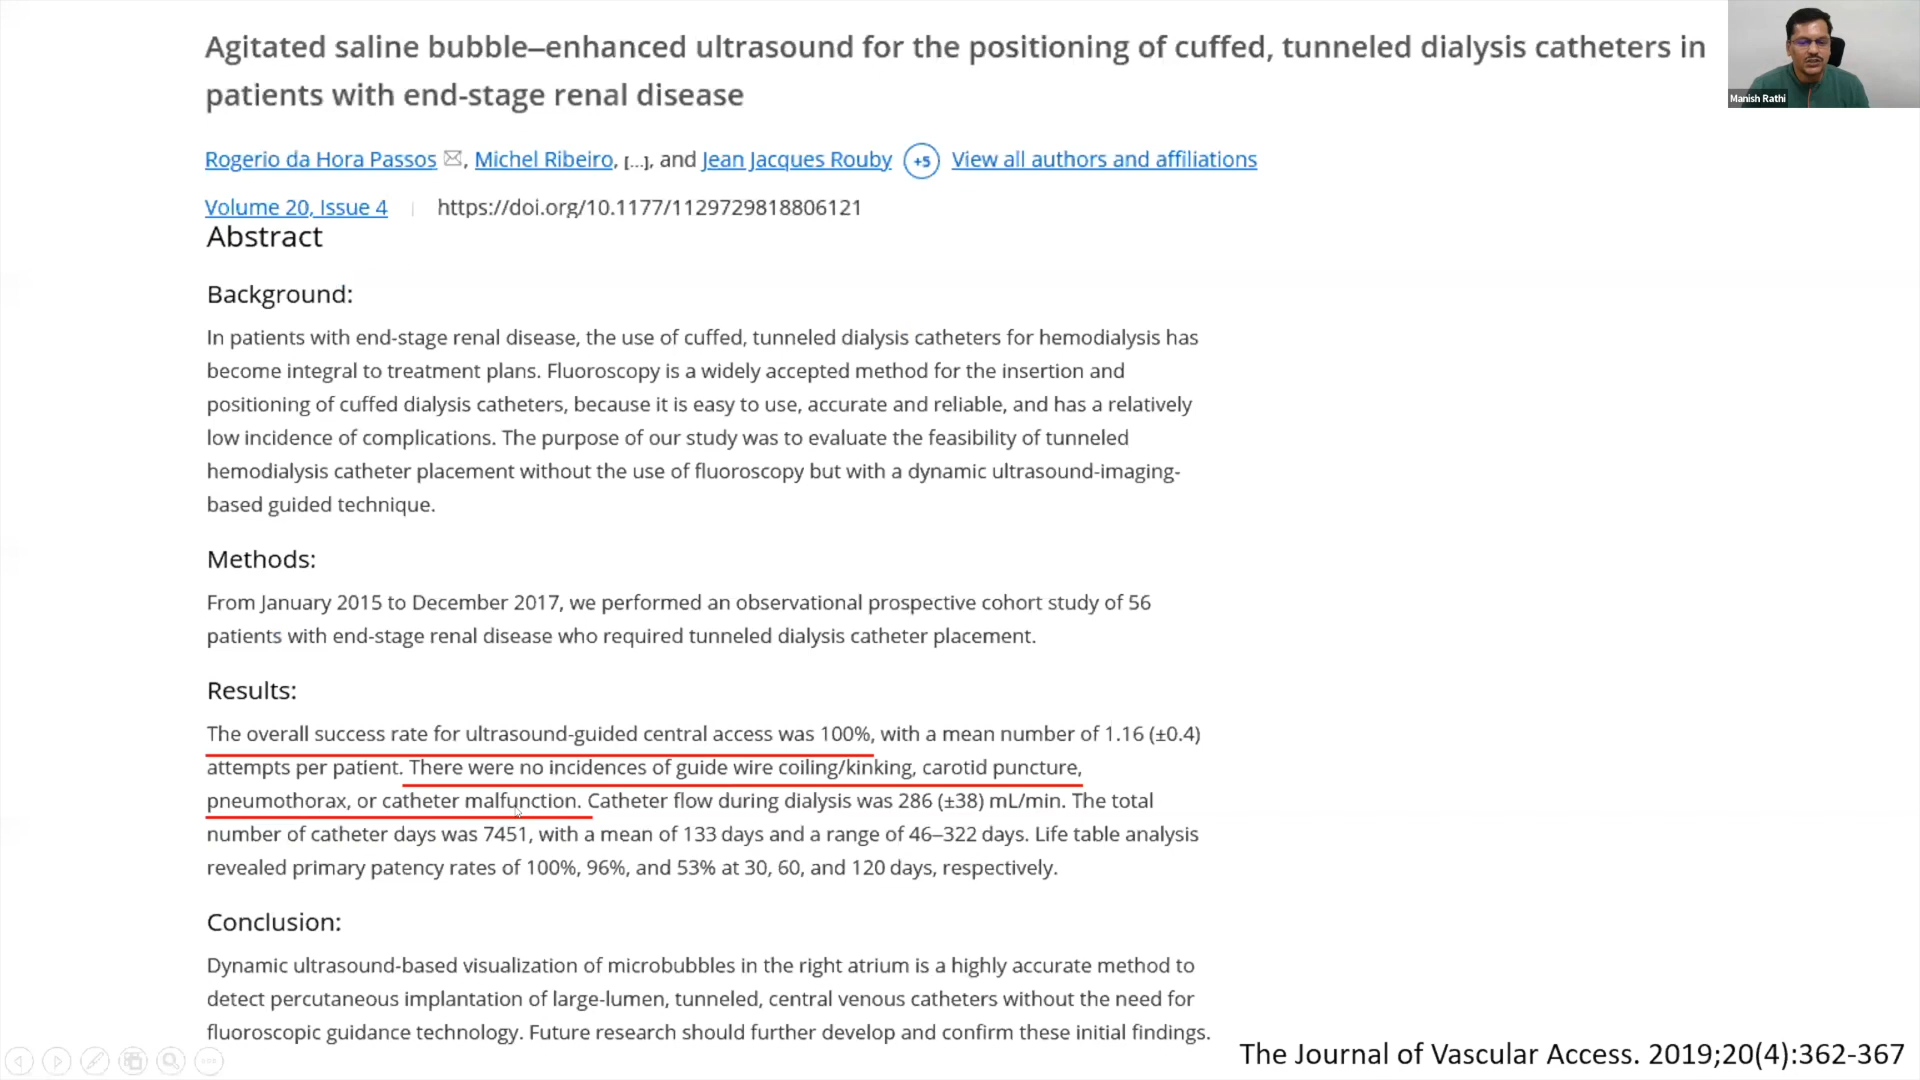 Agitated saline bubble–enhanced ultrasound for the positioning of cuffed, tunneled dialysis catheters in
patients with end-stage renal disease
Manish Rathi
Rogerio da Hora Passos, Michel Ribeiro, [...], and Jean Jacques Rouby +5 View all authors and affiliations
Volume 20, Issue 4 | https://doi.org/10.1177/1129729818806121
Abstract
Background:
In patients with end-stage renal disease, the use of cuffed, tunneled dialysis catheters for hemodialysis has
become integral to treatment plans. Fluoroscopy is a widely accepted method for the insertion and
positioning of cuffed dialysis catheters, because it is easy to use, accurate and reliable, and has a relatively
low incidence of complications. The purpose of our study was to evaluate the feasibility of tunneled
hemodialysis catheter placement without the use of fluoroscopy but with a dynamic ultrasound-imaging-
based guided technique.
Methods:
From January 2015 to December 2017, we performed an observational prospective cohort study of 56
patients with end-stage renal disease who required tunneled dialysis catheter placement.
Results:
The overall success rate for ultrasound-guided central access was 100%, with a mean number of 1.16 (±0.4)
attempts per patient. There were no incidences of guide wire coiling/kinking, carotid puncture,
pneumothorax, or catheter malfunction. Catheter flow during dialysis was 286 (±38) mL/min. The total
number of catheter days was 7451, with a mean of 133 days and a range of 46–322 days. Life table analysis
revealed primary patency rates of 100%, 96%, and 53% at 30, 60, and 120 days, respectively.
Conclusion:
Dynamic ultrasound-based visualization of microbubbles in the right atrium is a highly accurate method to
detect percutaneous implantation of large-lumen, tunneled, central venous catheters without the need for
fluoroscopic guidance technology. Future research should further develop and confirm these initial findings.
The Journal of Vascular Access. 2019;20(4):362-367